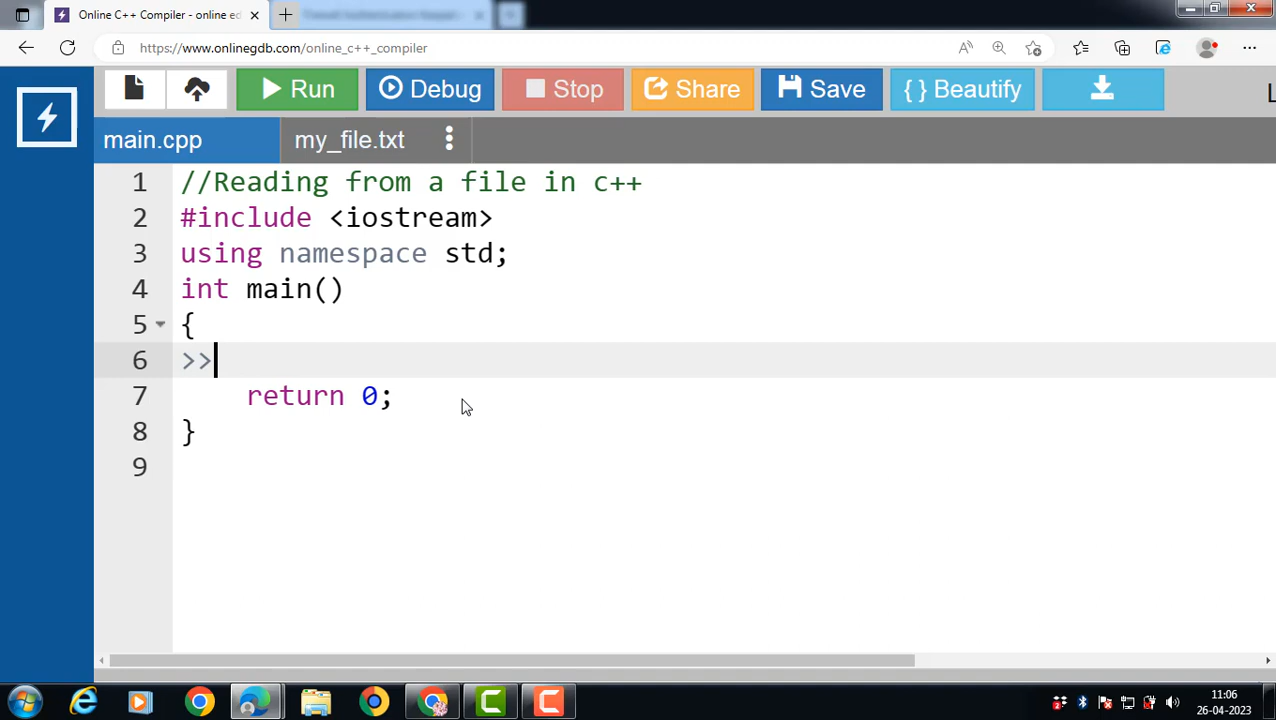 Online C++ Compiler - online ed
https://www.onlinegdb.com/online_c++_compiler
Run Debug Stop Share Save { } Beautify
main.cpp my_file.txt
1 //Reading from a file in c++
2 #include <iostream>
3 using namespace std;
4 int main()
5 {
6 >>
7 return 0;
8 }
9
11:06
26-04-2023